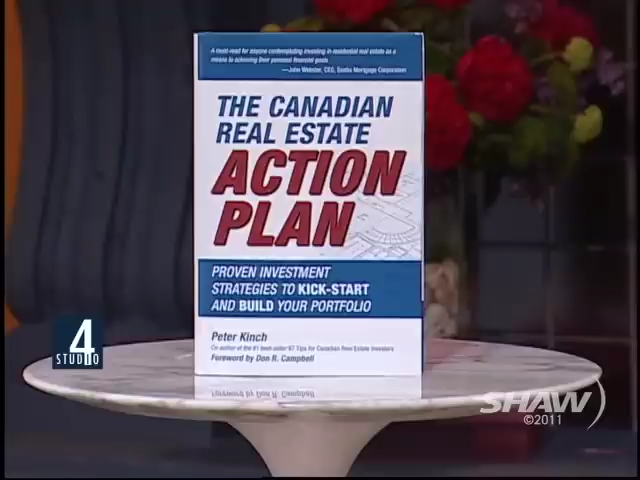 A must-read for anyone contemplating investing in residential real estate as a
means to achieving their personal financial goals
—John Webster, CEO, Scotia Mortgage Corporation
THE CANADIAN
REAL ESTATE
ACTION
PLAN
PROVEN INVESTMENT
STRATEGIES TO KICK-START
AND BUILD YOUR PORTFOLIO
Peter Kinch
Co-author of the #1 best-seller 97 Tips for Canadian Real Estate Investors
Foreword by Don R. Campbell
4
STUDIO
SHAW
©2011